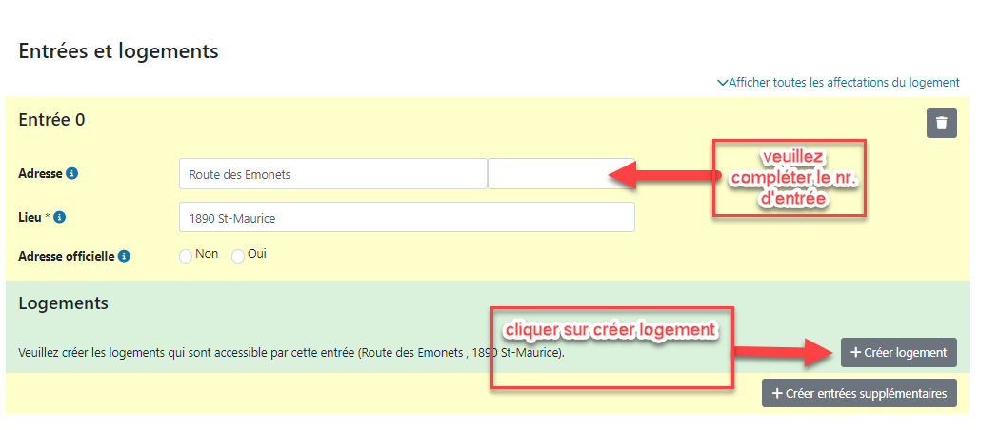 Entrées et logements
Afficher toutes les affectations du logement
Entrée 0
Adresse
Route des Emonets
veuillez
compléter le nr.
d'entrée
Lieu *
1890 St-Maurice
Adresse officielle
Non
Oui
Logements
cliquer sur créer logement
Veuillez créer les logements qui sont accessible par cette entrée (Route des Emonets , 1890 St-Maurice).
+ Créer logement
+ Créer entrées supplémentaires